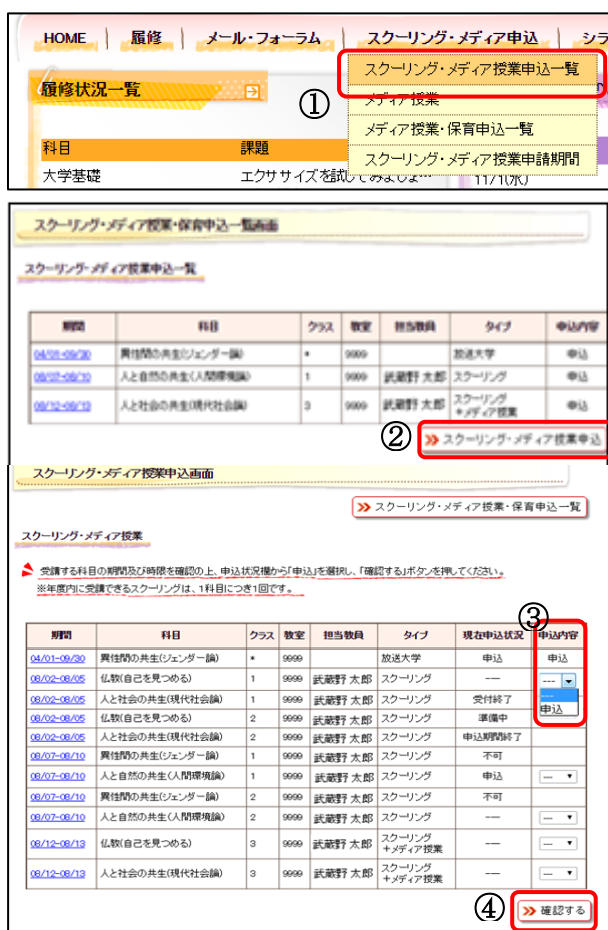 HOME 履修 メール・フォーラム スクーリング・メディア申込 シラ
スクーリング・メディア授業申込一覧
履修状況一覧
①
メディア授業
メディア授業・保育申込一覧
科目 課題
スクーリング・メディア授業申請期間
大学基礎 エクササイズを試してみましょ…
11/1(水)
スクーリング・メディア授業・保育申込一覧画面
スクーリング・メディア授業申込一覧
期間 科目 クラス 教室 担当教員 タイプ 申込内容
04/01-09/30 異性間の共生(ジェンダー論) * 9999 放送大学 申込
08/07-08/10 人と自然の共生(人間環境論) 1 9999 武蔵野 太郎 スクーリング 申込
08/12-08/13 人と社会の共生(現代社会論) 3 9999 武蔵野 太郎 スクーリング+メディア授業 申込
② スクーリング・メディア授業申込
スクーリング・メディア授業申込画面
スクーリング・メディア授業・保育申込一覧
スクーリング・メディア授業
受講する科目の期間及び時限を確認の上、申込状況欄から「申込」を選択し、「確認する」ボタンを押してください。
※年度内に受講できるスクーリングは、1科目につき1回です。
③
期間 科目 クラス 教室 担当教員 タイプ 現在申込状況 申込内容
04/01-09/30 異性間の共生(ジェンダー論) * 9999 放送大学 申込 申込
08/02-08/05 仏教(自己を見つめる) 1 9999 武蔵野 太郎 スクーリング --- ---
08/02-08/05 人と社会の共生(現代社会論) 1 9999 武蔵野 太郎 スクーリング 受付終了 ---
08/02-08/05 仏教(自己を見つめる) 2 9999 武蔵野 太郎 スクーリング 準備中 申込
08/02-08/05 人と社会の共生(現代社会論) 2 9999 武蔵野 太郎 スクーリング 申込期間終了
08/07-08/10 異性間の共生(ジェンダー論) 1 9999 武蔵野 太郎 スクーリング 不可
08/07-08/10 人と自然の共生(人間環境論) 1 9999 武蔵野 太郎 スクーリング 申込 ---
08/07-08/10 異性間の共生(ジェンダー論) 2 9999 武蔵野 太郎 スクーリング 不可
08/07-08/10 人と自然の共生(人間環境論) 2 9999 武蔵野 太郎 スクーリング --- ---
08/12-08/13 仏教(自己を見つめる) 3 9999 武蔵野 太郎 スクーリング+メディア授業 --- ---
08/12-08/13 人と社会の共生(現代社会論) 3 9999 武蔵野 太郎 スクーリング+メディア授業 --- ---
④ 確認する